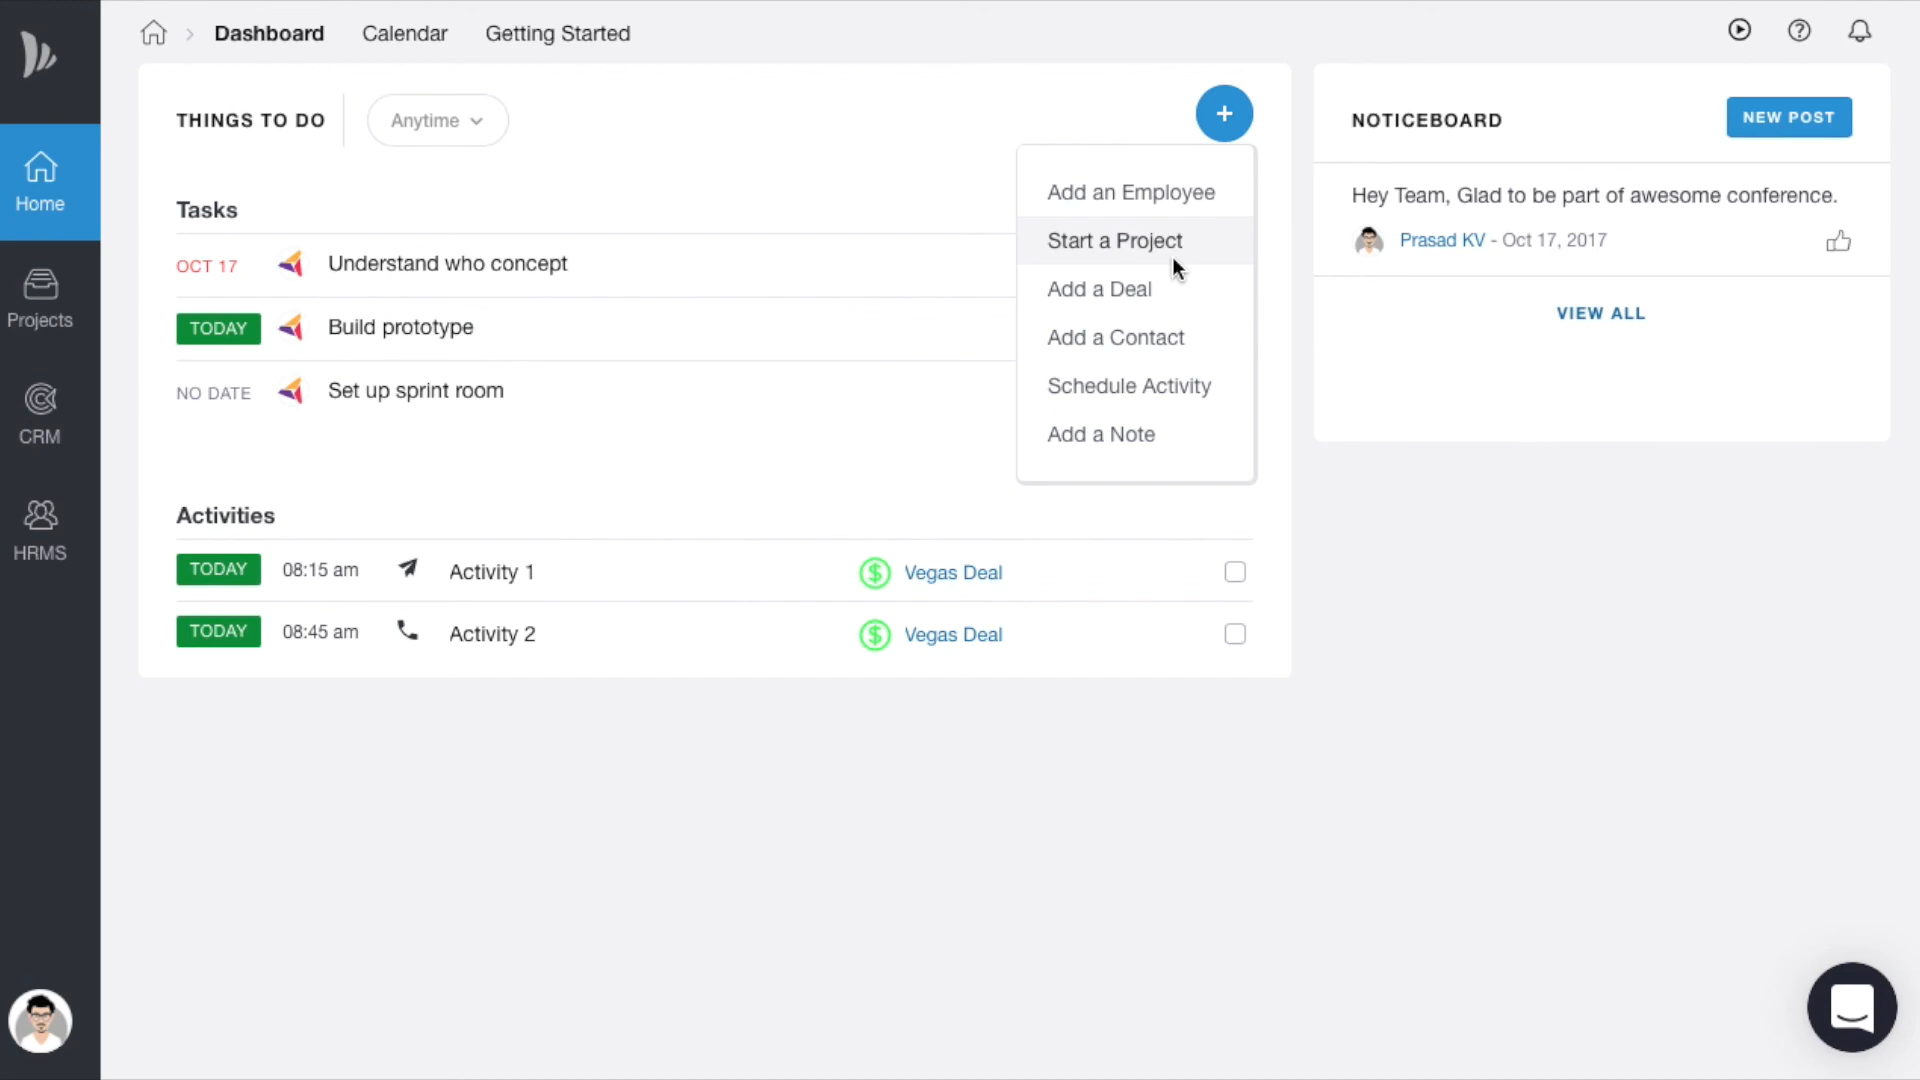 Dashboard Calendar Getting Started
Home
Projects
CRM
HRMS
THINGS TO DO Anytime
Tasks
OCT 17 Understand who concept
TODAY Build prototype
NO DATE Set up sprint room
Add an Employee
Start a Project
Add a Deal
Add a Contact
Schedule Activity
Add a Note
Activities
TODAY 08:15 am Activity 1 Vegas Deal
TODAY 08:45 am Activity 2 Vegas Deal
NOTICEBOARD NEW POST
Hey Team, Glad to be part of awesome conference.
Prasad KV - Oct 17, 2017
VIEW ALL